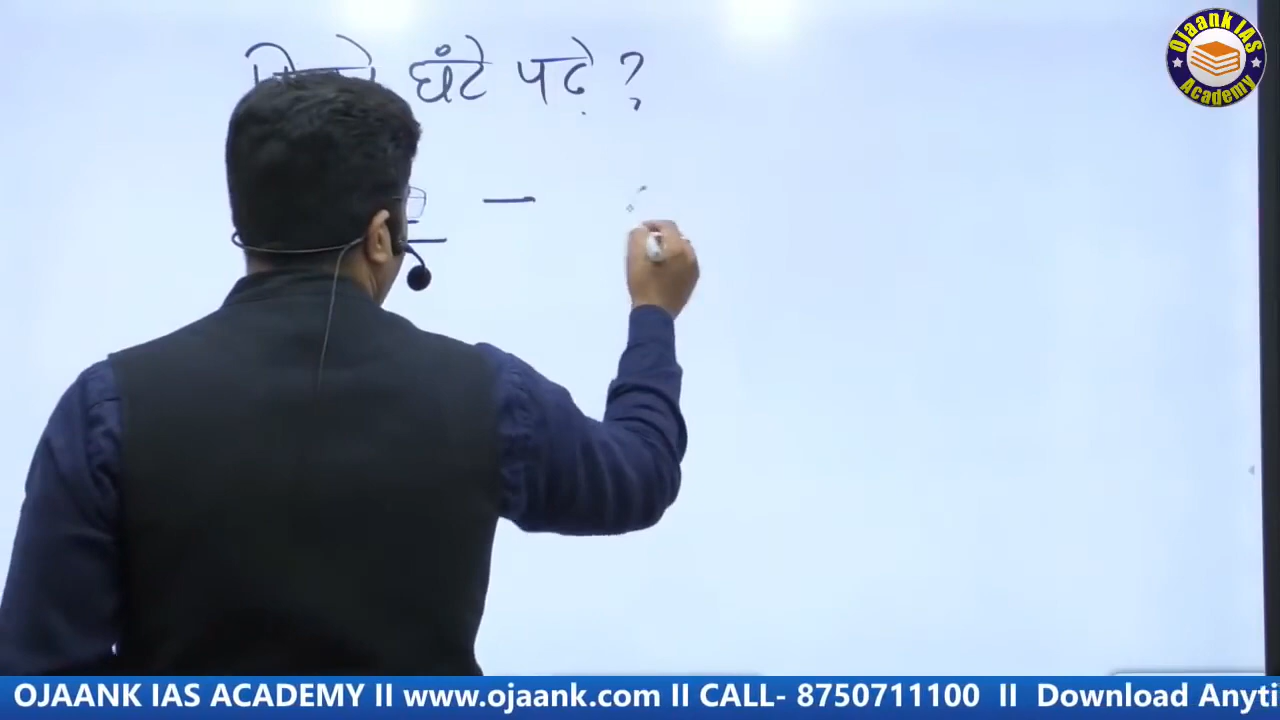 घंटे पढ़े ?
Ojaank IAS
Academy
OJAANK IAS ACADEMY II www.ojaank.com II CALL- 8750711100 II Download Anyti